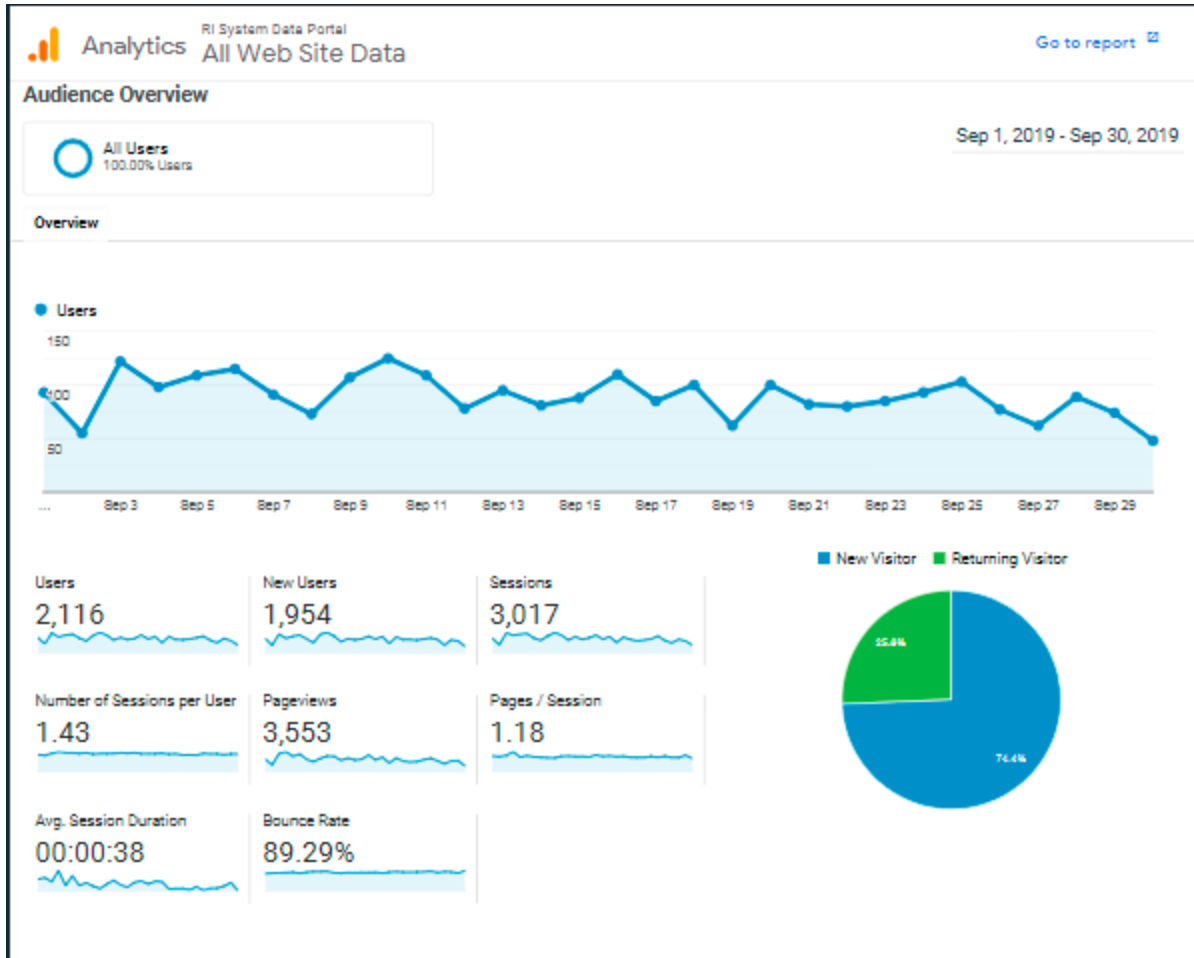 RI System Data Portal
Analytics All Web Site Data
Go to report
Audience Overview
All Users
100.00% Users
Sep 1, 2019 - Sep 30, 2019
Overview
Users
150
100
50
... Sep 3 Sep 5 Sep 7 Sep 9 Sep 11 Sep 13 Sep 15 Sep 17 Sep 19 Sep 21 Sep 23 Sep 25 Sep 27 Sep 29
New Visitor Returning Visitor
Users New Users Sessions
2,116 1,954 3,017
25.6%
Number of Sessions per User Pageviews Pages / Session
1.43 3,553 1.18
74.4%
Avg. Session Duration Bounce Rate
00:00:38 89.29%